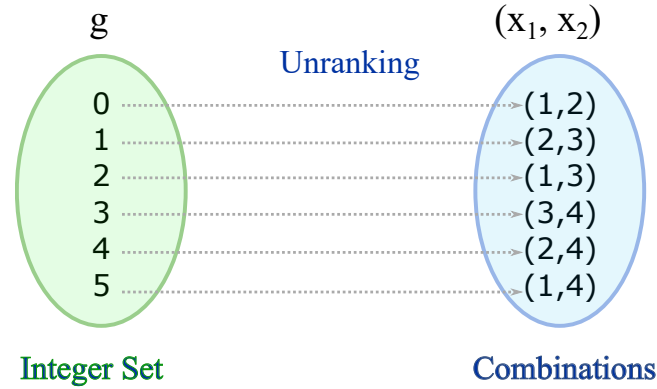 g (x₁, x₂)
Unranking
0 (1,2)
1 (2,3)
2 (1,3)
3 (3,4)
4 (2,4)
5 (1,4)
Integer Set Combinations